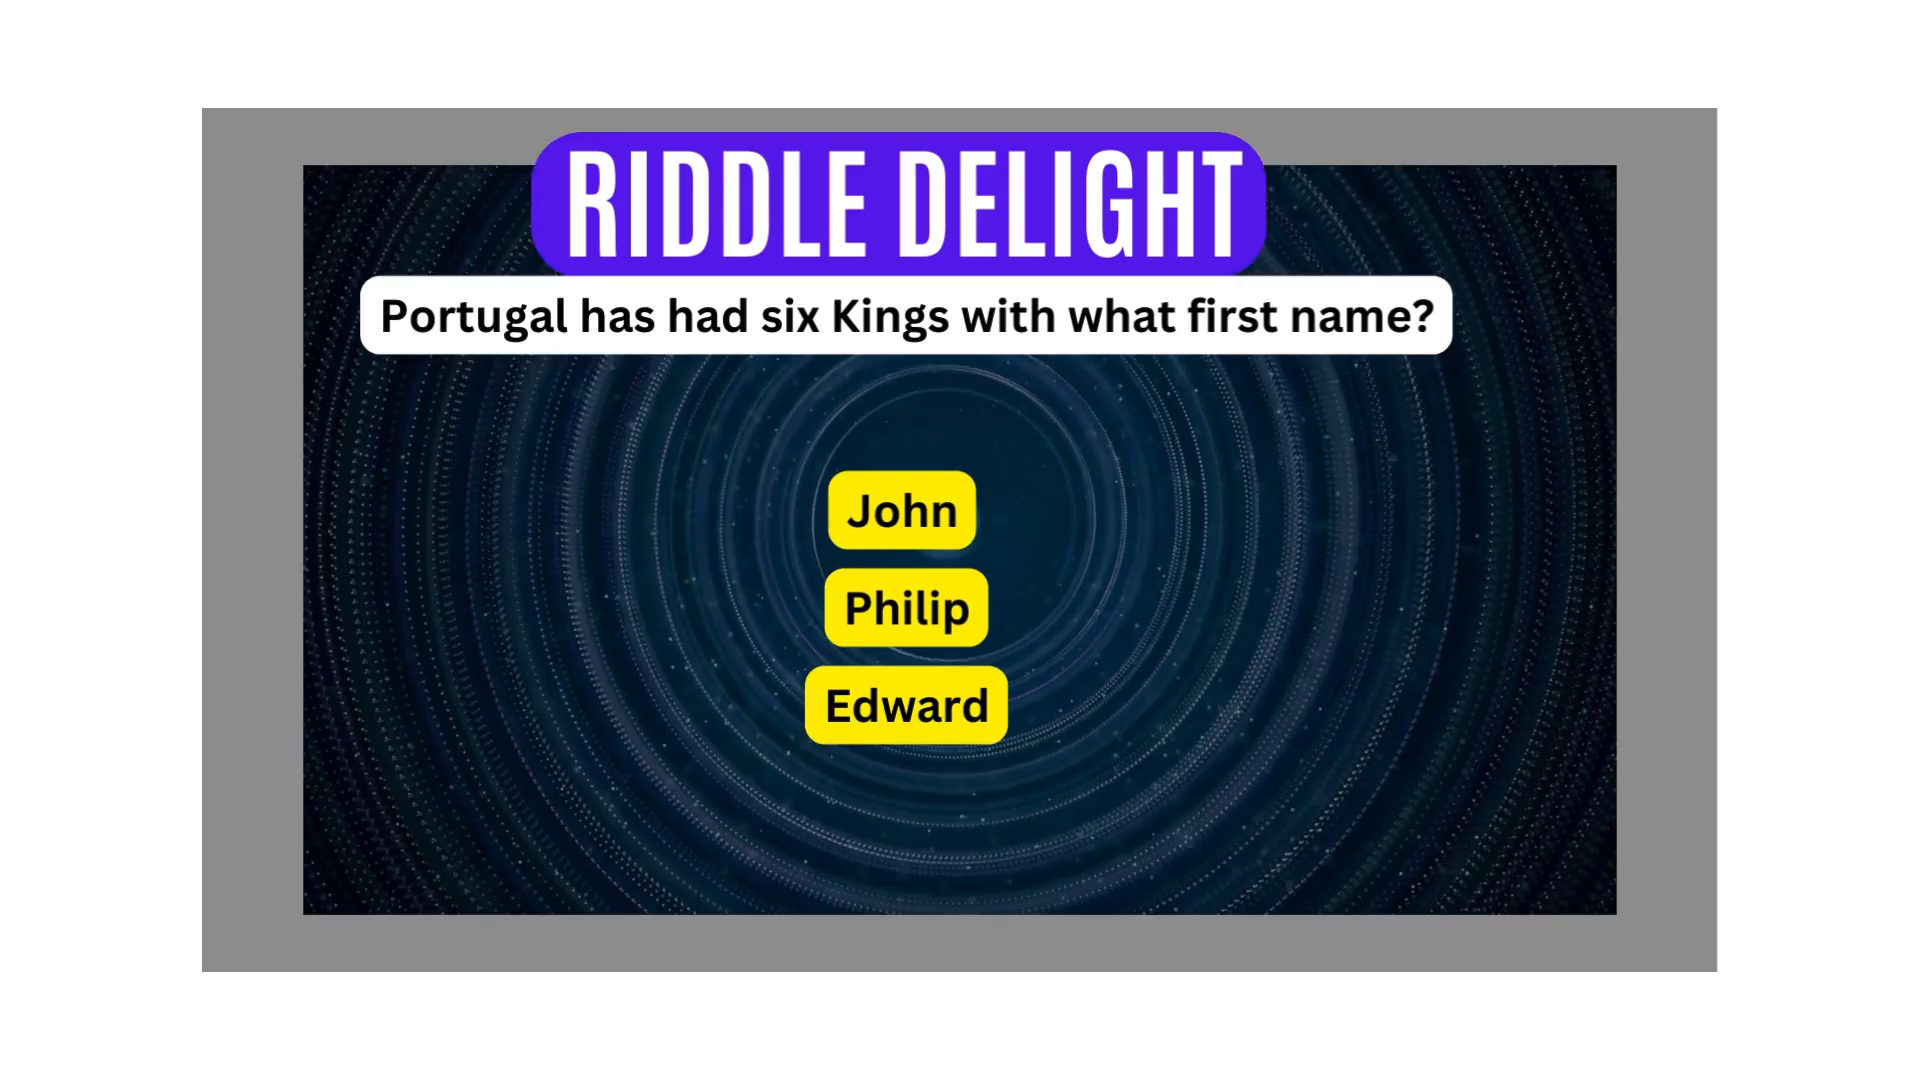 RIDDLE DELIGHT
Portugal has had six Kings with what first name?
John
Philip
Edward